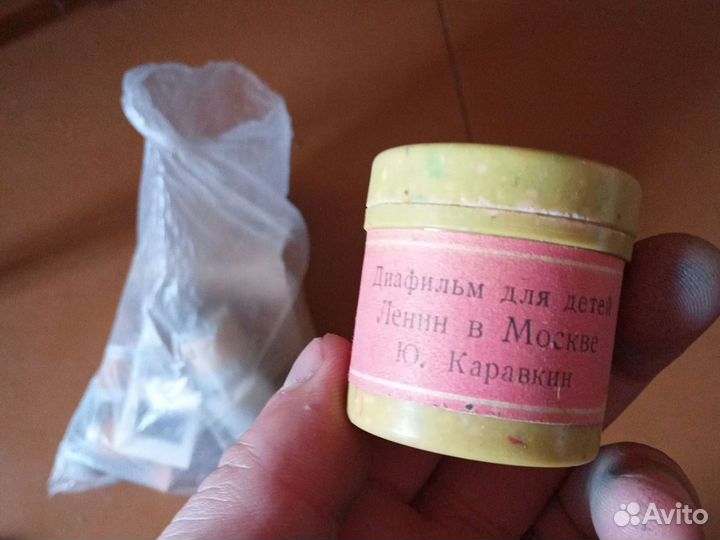 Диафильм для детей
Ленин в Москве
Ю. Каравкин
Avito